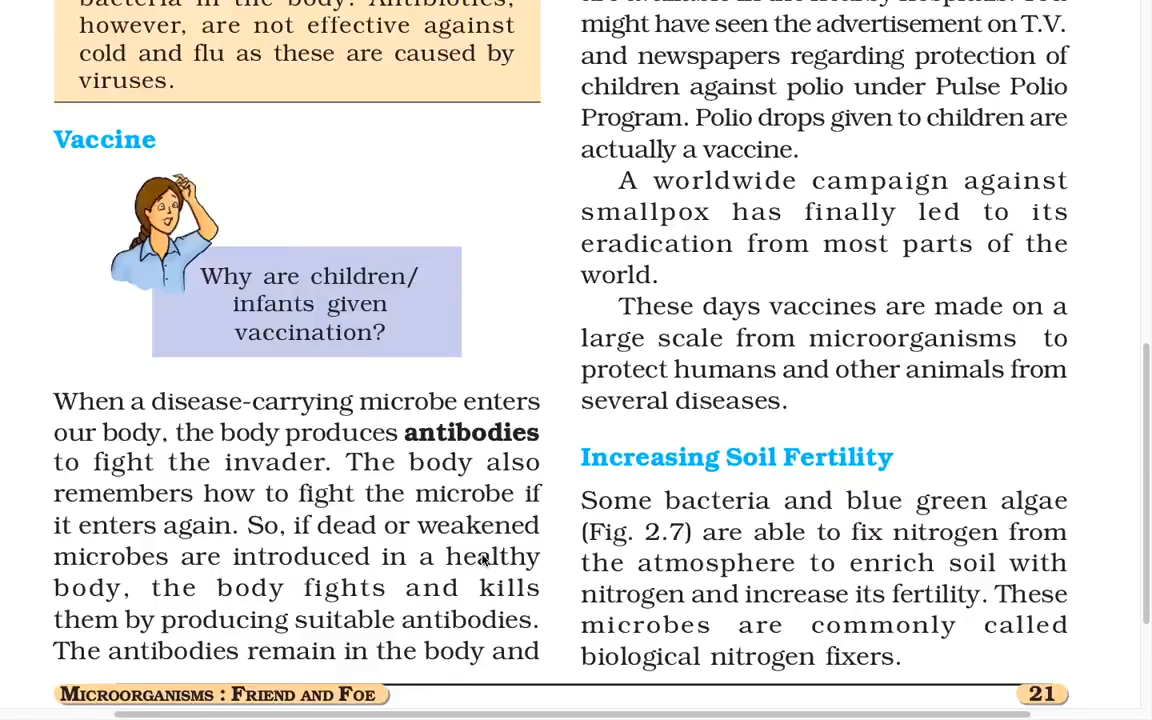 bacteria in the body. Antibiotics,
however, are not effective against
cold and flu as these are caused by
viruses.
Vaccine
Why are children/
infants given
vaccination?
When a disease-carrying microbe enters
our body, the body produces antibodies
to fight the invader. The body also
remembers how to fight the microbe if
it enters again. So, if dead or weakened
microbes are introduced in a healthy
body, the body fights and kills
them by producing suitable antibodies.
The antibodies remain in the body and
are available in the nearby hospitals. You
might have seen the advertisement on T.V.
and newspapers regarding protection of
children against polio under Pulse Polio
Program. Polio drops given to children are
actually a vaccine.
A worldwide campaign against
smallpox has finally led to its
eradication from most parts of the
world.
These days vaccines are made on a
large scale from microorganisms to
protect humans and other animals from
several diseases.
Increasing Soil Fertility
Some bacteria and blue green algae
(Fig. 2.7) are able to fix nitrogen from
the atmosphere to enrich soil with
nitrogen and increase its fertility. These
microbes are commonly called
biological nitrogen fixers.
MICROORGANISMS : FRIEND AND FOE
21